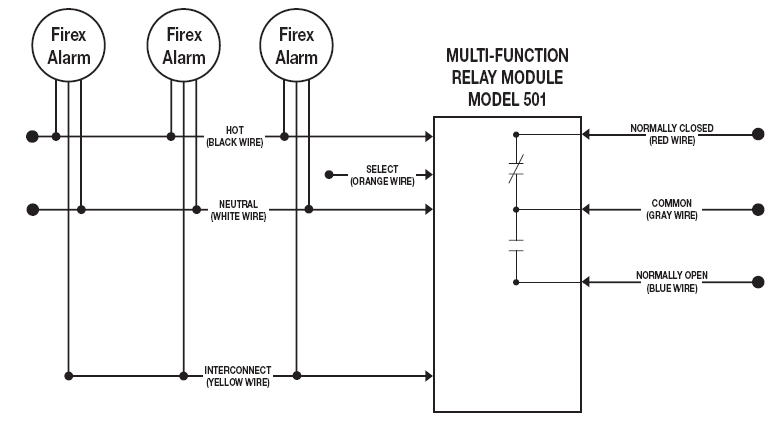 Firex
Alarm
Firex
Alarm
Firex
Alarm
MULTI-FUNCTION
RELAY MODULE
MODEL 501
HOT
(BLACK WIRE)
NORMALLY CLOSED
(RED WIRE)
SELECT
(ORANGE WIRE)
NEUTRAL
(WHITE WIRE)
COMMON
(GRAY WIRE)
NORMALLY OPEN
(BLUE WIRE)
INTERCONNECT
(YELLOW WIRE)